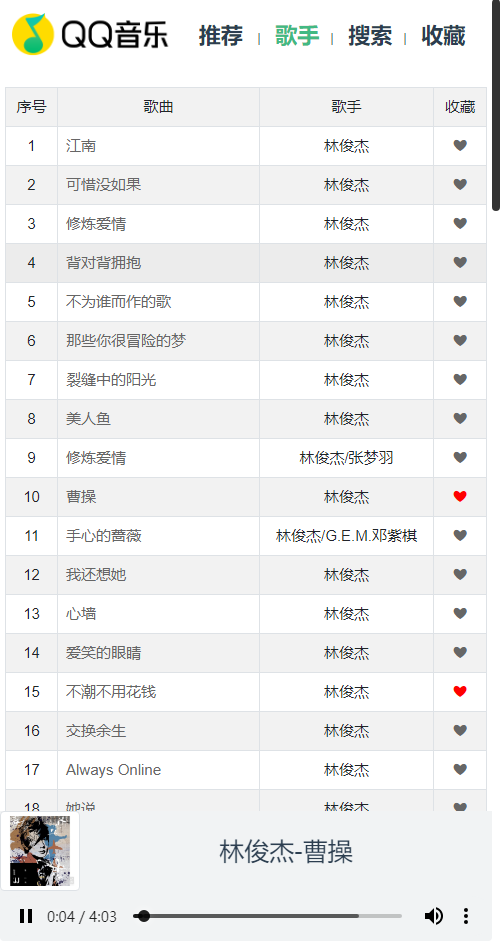 QQ音乐 推荐 | 歌手 | 搜索 | 收藏
序号 歌曲 歌手 收藏
1 江南 林俊杰
2 可惜没如果 林俊杰
3 修炼爱情 林俊杰
4 背对背拥抱 林俊杰
5 不为谁而作的歌 林俊杰
6 那些你很冒险的梦 林俊杰
7 裂缝中的阳光 林俊杰
8 美人鱼 林俊杰
9 修炼爱情 林俊杰/张梦羽
10 曹操 林俊杰
11 手心的蔷薇 林俊杰/G.E.M.邓紫棋
12 我还想她 林俊杰
13 心墙 林俊杰
14 爱笑的眼睛 林俊杰
15 不潮不用花钱 林俊杰
16 交换余生 林俊杰
17 Always Online 林俊杰
18 她说 林俊杰
林俊杰-曹操
0:04 / 4:03